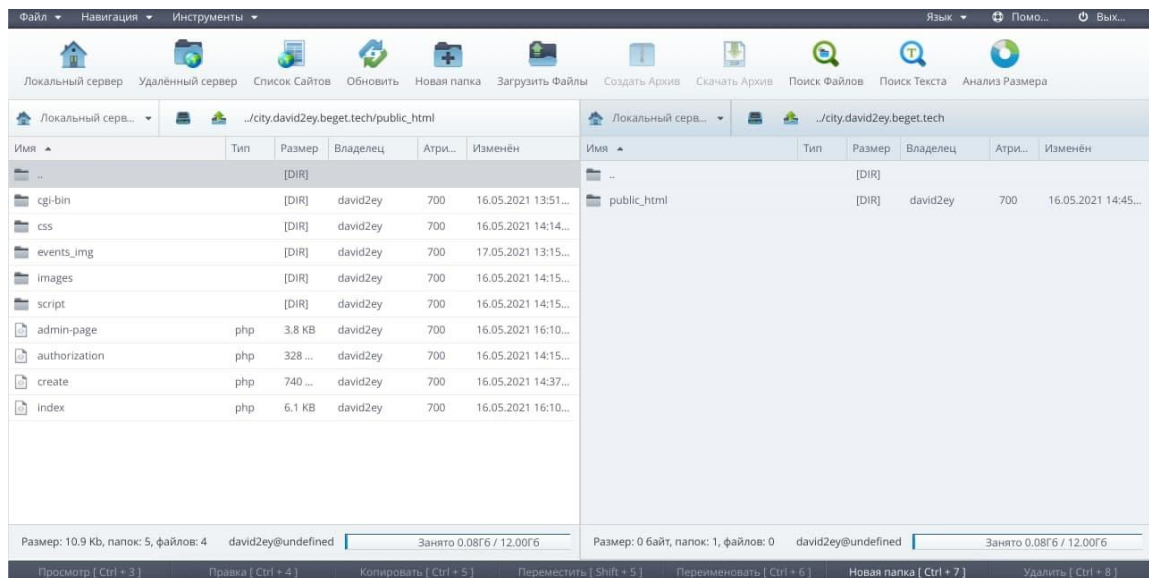 Файл Навигация Инструменты Язык Помо... Вых...
Локальный сервер Удалённый сервер Список Сайтов Обновить Новая папка Загрузить Файлы Создать Архив Скачать Архив Поиск Файлов Поиск Текста Анализ Размера
Локальный серв... ../city.david2ey.beget.tech/public_html
Имя Тип Размер Владелец Атри... Изменён
.. [DIR]
cgi-bin [DIR] david2ey 700 16.05.2021 13:51...
css [DIR] david2ey 700 16.05.2021 14:14...
events_img [DIR] david2ey 700 17.05.2021 13:15...
images [DIR] david2ey 700 16.05.2021 14:15...
script [DIR] david2ey 700 16.05.2021 14:15...
admin-page php 3.8 KB david2ey 700 16.05.2021 16:10...
authorization php 328 ... david2ey 700 16.05.2021 14:15...
create php 740 ... david2ey 700 16.05.2021 14:37...
index php 6.1 KB david2ey 700 16.05.2021 16:10...
Размер: 10.9 Kb, папок: 5, файлов: 4 david2ey@undefined Занято 0.08Гб / 12.00Гб
Локальный серв... ../city.david2ey.beget.tech
Имя Тип Размер Владелец Атри... Изменён
.. [DIR]
public_html [DIR] david2ey 700 16.05.2021 14:45...
Размер: 0 байт, папок: 1, файлов: 0 david2ey@undefined Занято 0.08Гб / 12.00Гб
Просмотр [ Ctrl + 3 ] Правка [ Ctrl + 4 ] Копировать [ Ctrl + 5 ] Переместить [ Shift + 5 ] Переименовать [ Ctrl + 6 ] Новая папка [ Ctrl + 7 ] Удалить [ Ctrl + 8 ]